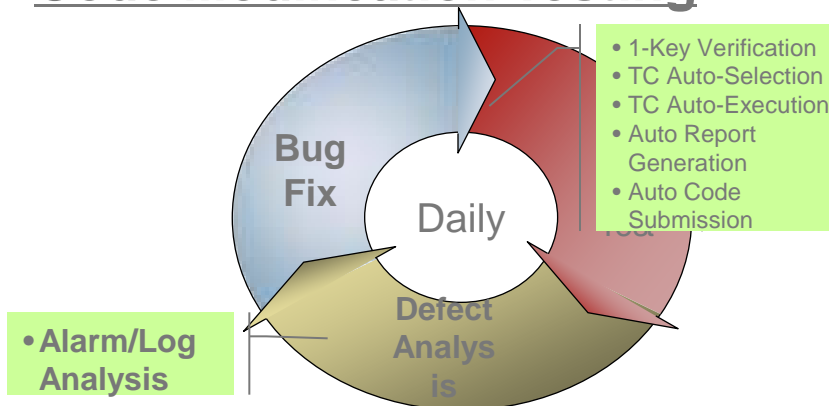 • 1-Key Verification
• TC Auto-Selection
• TC Auto-Execution
• Auto Report
Generation
• Auto Code
Submission
Bug
Fix
Daily
Defect
Analys
is
• Alarm/Log
Analysis